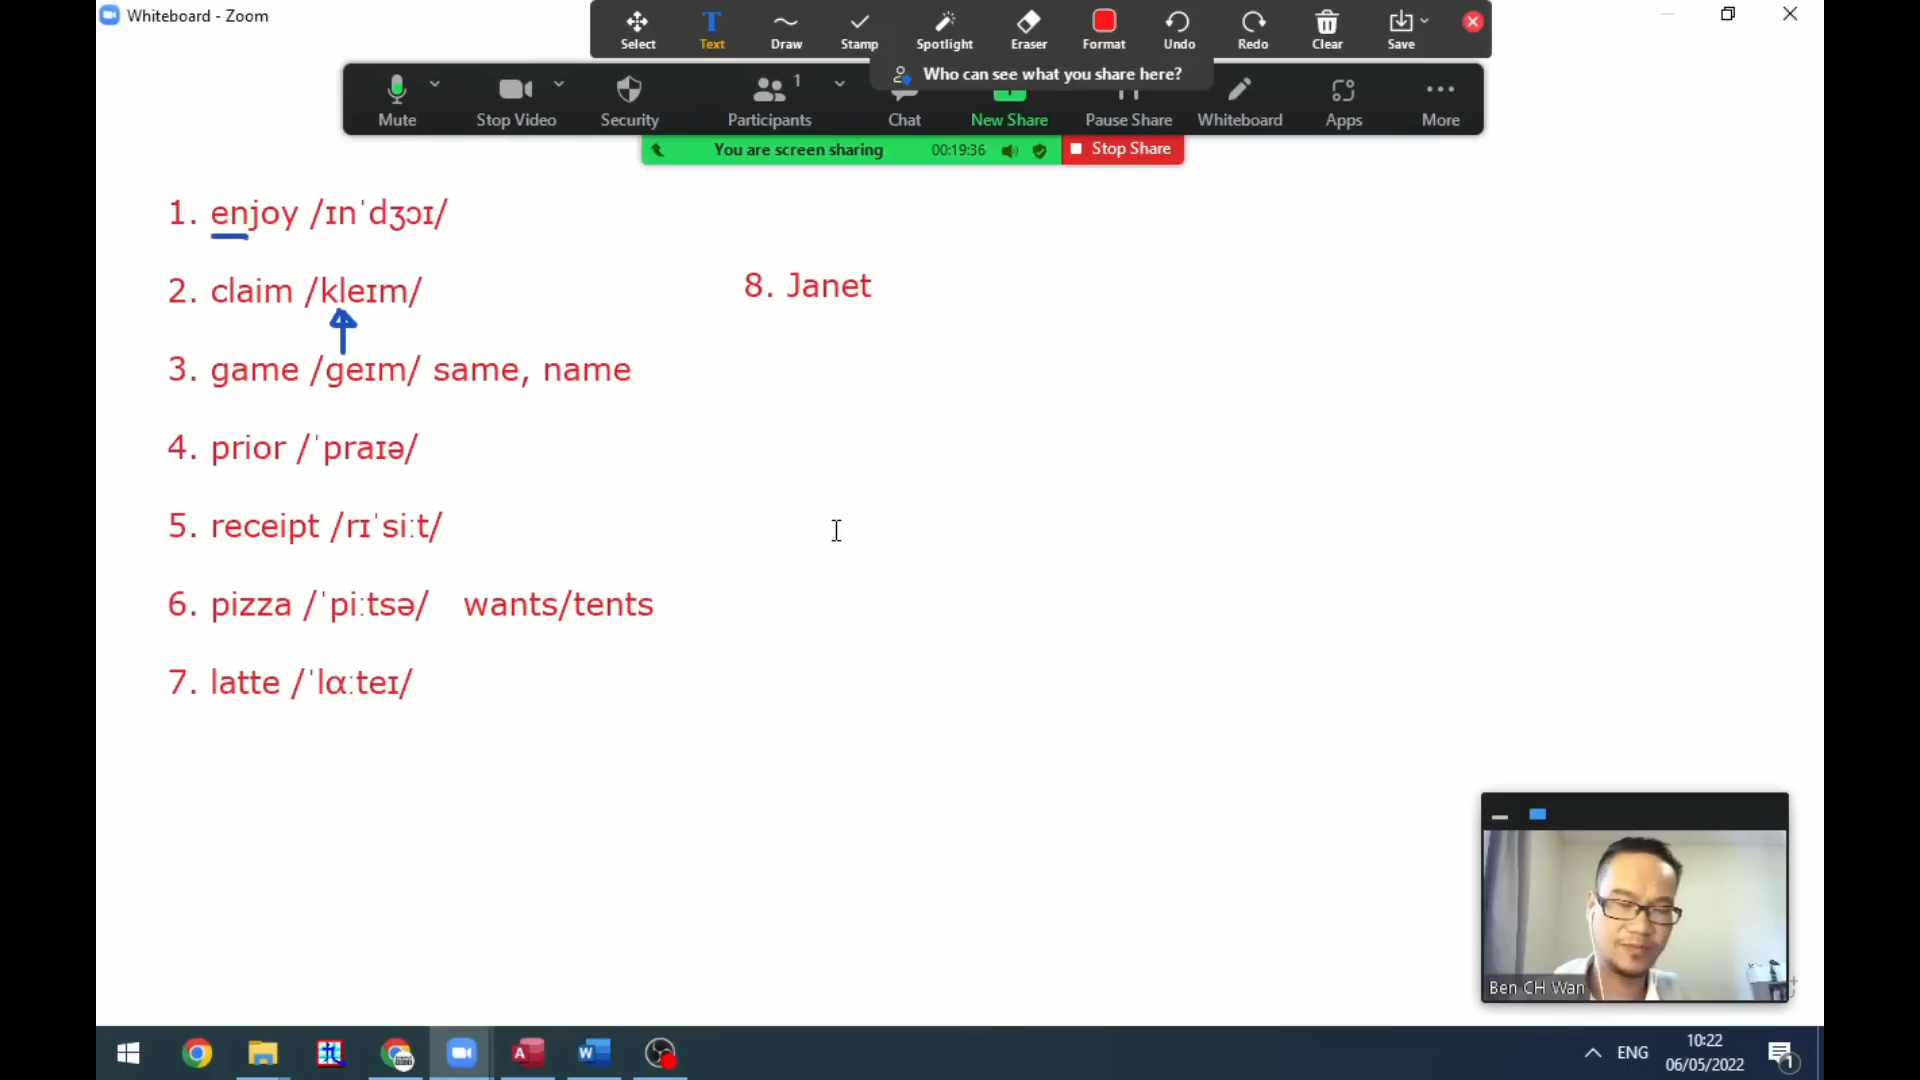 Whiteboard - Zoom
Select
Text
Draw
Stamp
Spotlight
Eraser
Format
Undo
Redo
Clear
Save
Who can see what you share here?
Mute
Stop Video
Security
Participants
1
Chat
New Share
Pause Share
Whiteboard
Apps
More
You are screen sharing
00:19:36
Stop Share
1. enjoy /ɪnˈdʒɔɪ/
2. claim /kleɪm/
3. game /geɪm/ same, name
4. prior /ˈpraɪə/
5. receipt /rɪˈsiːt/
6. pizza /ˈpiːtsə/ wants/tents
7. latte /ˈlɑːteɪ/
8. Janet
Ben CH Wan
ENG
10:22
06/05/2022
1